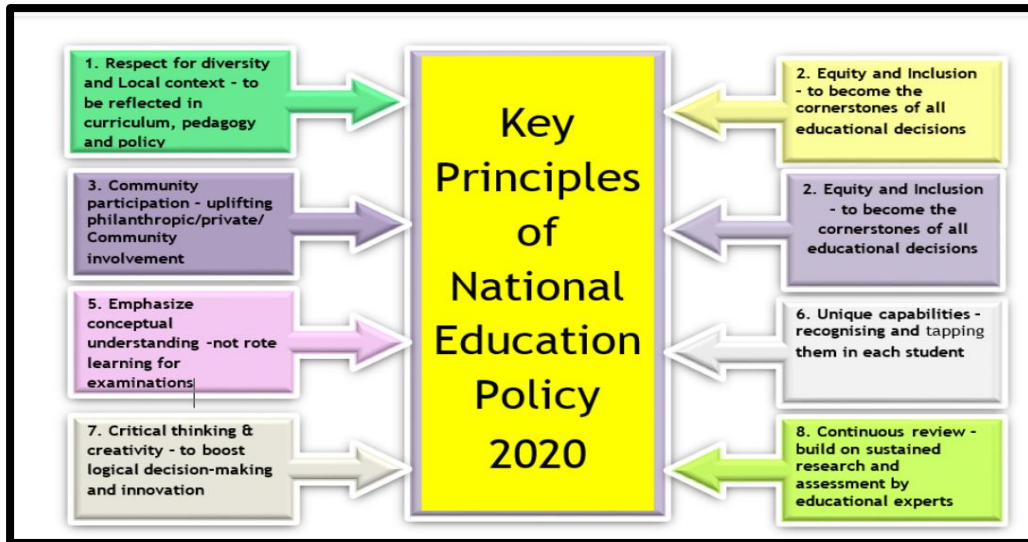 1. Respect for diversity
and Local context - to
be reflected in
curriculum, pedagogy
and policy
2. Equity and Inclusion
- to become the
cornerstones of all
educational decisions
3. Community
participation - uplifting
philanthropic/private/
Community
involvement
2. Equity and Inclusion
- to become the
cornerstones of all
educational decisions
5. Emphasize
conceptual
understanding -not rote
learning for
examinations
6. Unique capabilities -
recognising and tapping
them in each student
7. Critical thinking &
creativity - to boost
logical decision-making
and innovation
8. Continuous review -
build on sustained
research and
assessment by
educational experts
Key
Principles
of
National
Education
Policy
2020